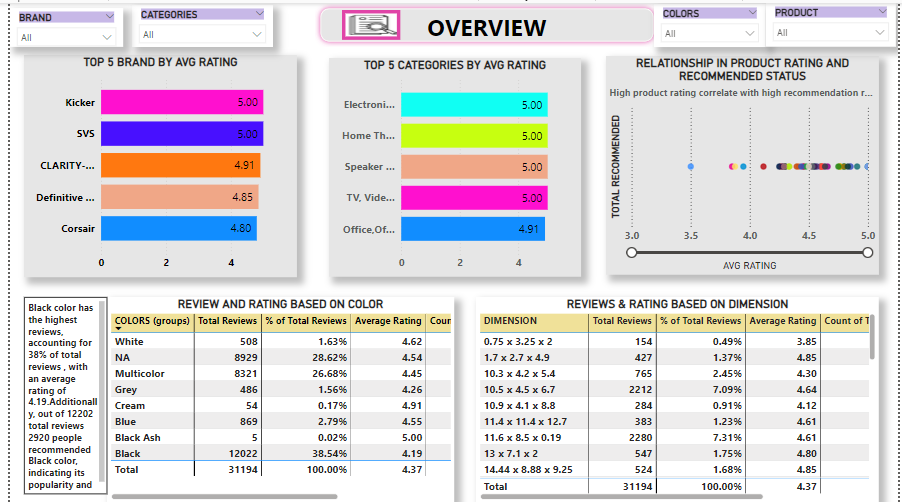 BRAND
All
CATEGORIES
All
OVERVIEW
COLORS
All
PRODUCT
All
TOP 5 BRAND BY AVG RATING
Kicker 5.00
SVS 5.00
CLARITY-... 4.91
Definitive ... 4.85
Corsair 4.80
0 2 4
TOP 5 CATEGORIES BY AVG RATING
Electroni... 5.00
Home Th... 5.00
Speaker ... 5.00
TV, Vide... 5.00
Office,Of... 4.91
0 2 4
RELATIONSHIP IN PRODUCT RATING AND
RECOMMENDED STATUS
High product rating correlate with high recommendation r...
TOTAL RECOMMENDED
3.0 3.5 4.0 4.5 5.0
AVG RATING
Black color has
the highest
reviews,
accounting for
38% of total
reviews , with
an average
rating of
4.19.Additionall
y, out of 12202
total reviews
2920 people
recommended
Black color,
indicating its
popularity and
REVIEW AND RATING BASED ON COLOR
COLORS (groups) Total Reviews % of Total Reviews Average Rating Coun
White 508 1.63% 4.62
NA 8929 28.62% 4.54
Multicolor 8321 26.68% 4.45
Grey 486 1.56% 4.26
Cream 54 0.17% 4.91
Blue 869 2.79% 4.55
Black Ash 5 0.02% 5.00
Black 12022 38.54% 4.19
Total 31194 100.00% 4.37
REVIEWS & RATING BASED ON DIMENSION
DIMENSION Total Reviews % of Total Reviews Average Rating Count of T
0.75 x 3.25 x 2 154 0.49% 3.85
1.7 x 2.7 x 4.9 427 1.37% 4.85
10.3 x 4.2 x 5.4 765 2.45% 4.30
10.5 x 4.5 x 6.7 2212 7.09% 4.64
10.9 x 4.1 x 8.8 284 0.91% 4.12
11.4 x 11.4 x 12.7 383 1.23% 4.61
11.6 x 8.5 x 0.19 2280 7.31% 4.61
13 x 7.1 x 2 547 1.75% 4.80
14.44 x 8.88 x 9.25 524 1.68% 4.85
Total 31194 100.00% 4.37